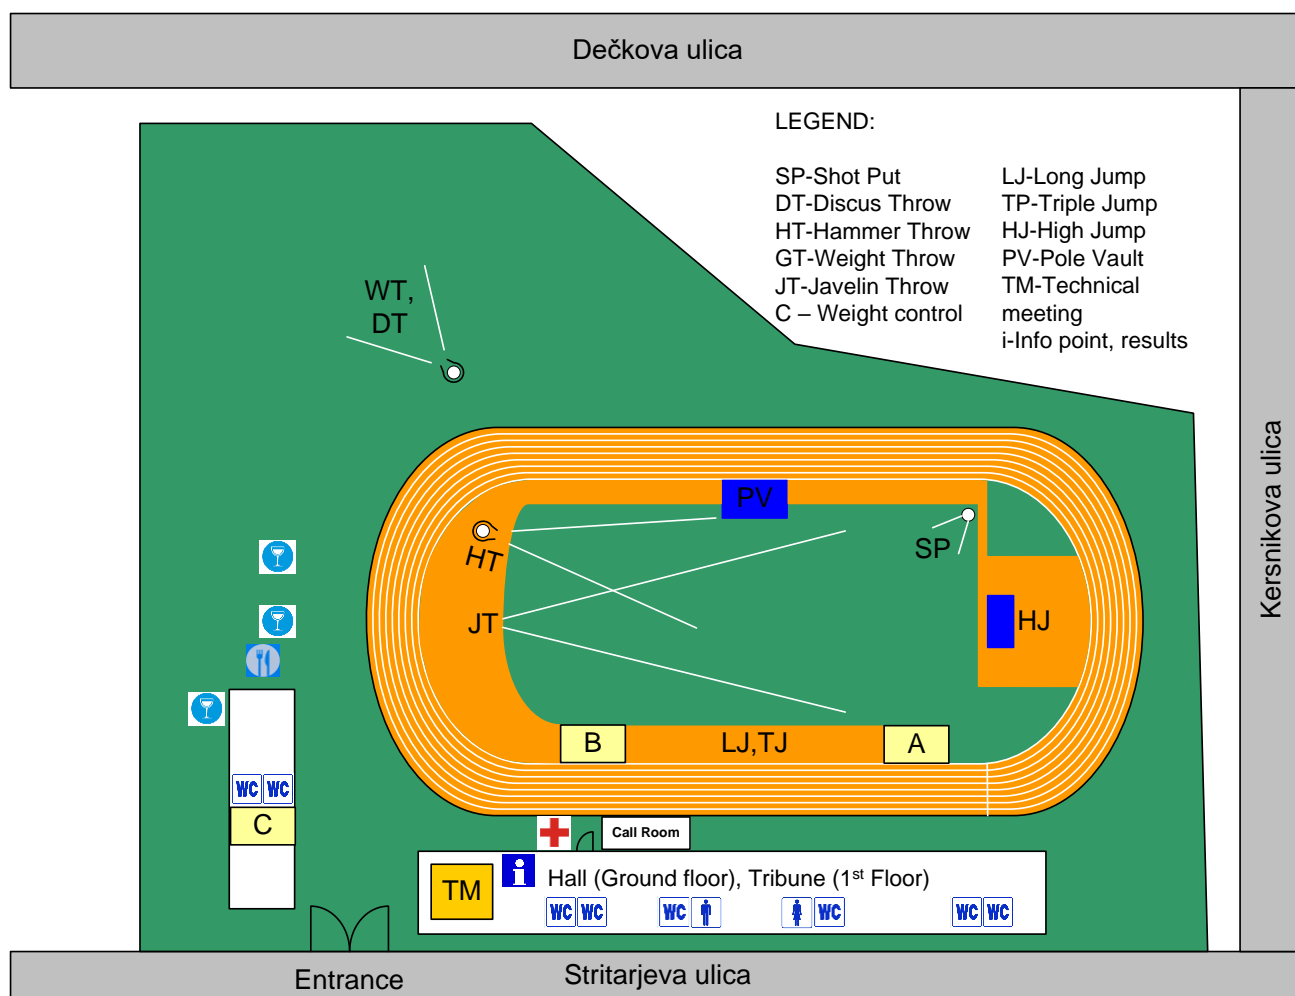 Dečkova ulica
LEGEND:
SP-Shot Put
DT-Discus Throw
HT-Hammer Throw
GT-Weight Throw
JT-Javelin Throw
C – Weight control
LJ-Long Jump
TP-Triple Jump
HJ-High Jump
PV-Pole Vault
TM-Technical
meeting
i-Info point, results
Kersnikova ulica
WT,
DT
PV
HT
SP
JT
HJ
B
LJ,TJ
A
WC WC
C
Call Room
TM
i
Hall (Ground floor), Tribune (1st Floor)
WC WC
WC
WC
WC WC
Entrance
Stritarjeva ulica